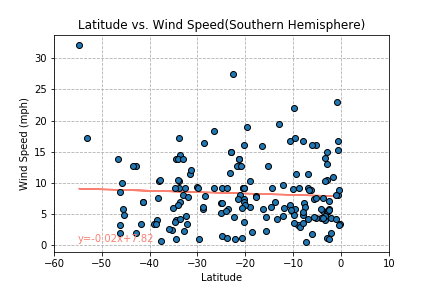 Latitude vs. Wind Speed(Southern Hemisphere)
Wind Speed (mph)
35
30
25
20
15
10
5
0
y=-0.02x+7.82
−60 −50 −40 −30 −20 −10 0 10
Latitude